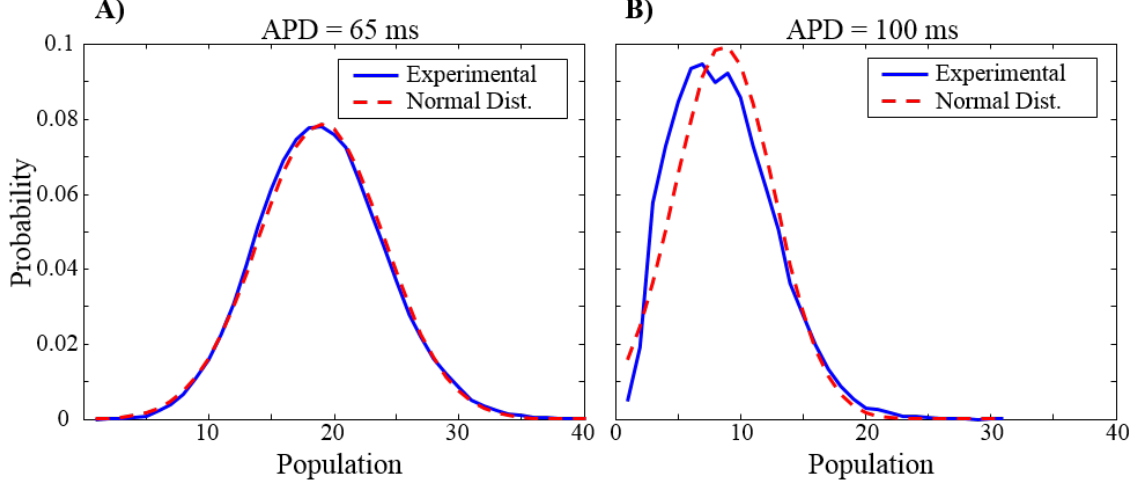 A)
APD = 65 ms
Experimental
Normal Dist.
0.1
0.08
0.06
0.04
0.02
0
Probability
10
20
30
40
Population
B)
APD = 100 ms
Experimental
Normal Dist.
0
10
20
30
40
Population